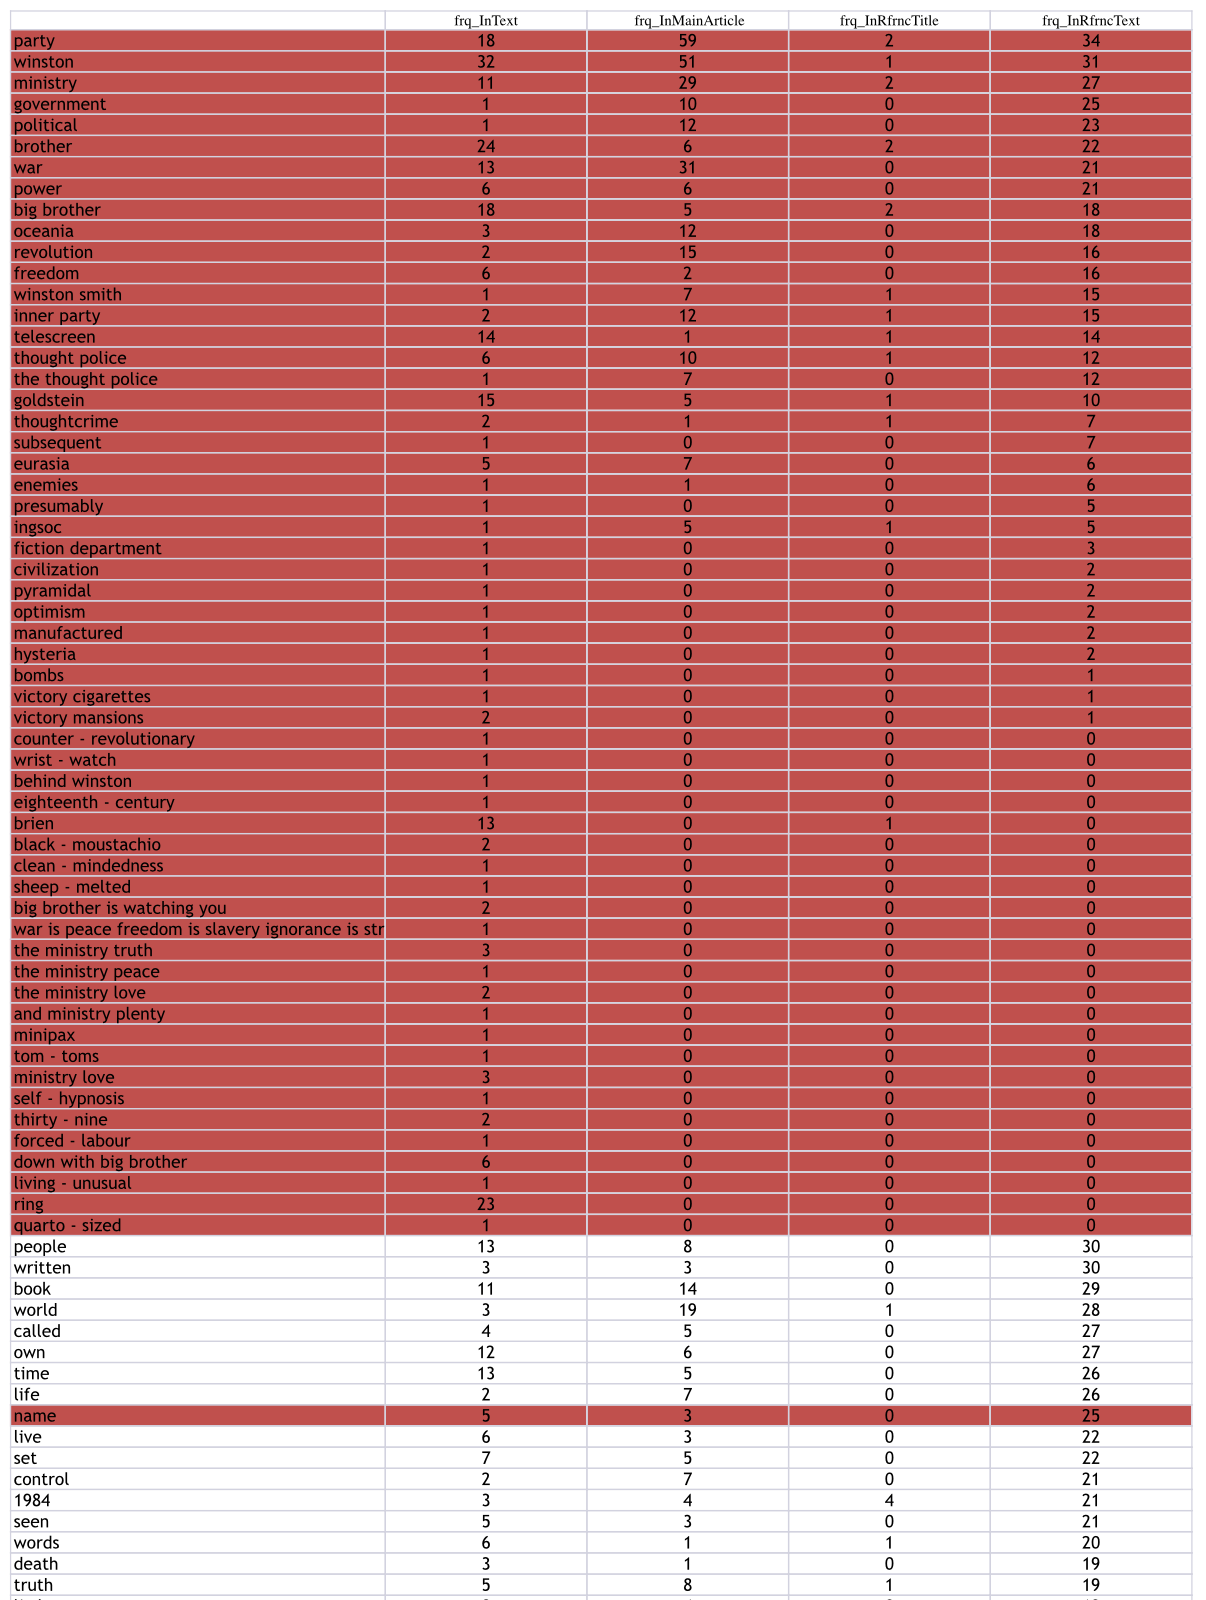 frq_InText frq_InMainArticle frq_InRfrncTitle frq_InRfrncText
party 18 59 2 34
winston 32 51 1 31
ministry 11 29 2 27
government 1 10 0 25
political 1 12 0 23
brother 24 6 2 22
war 13 31 0 21
power 6 6 0 21
big brother 18 5 2 18
oceania 3 12 0 18
revolution 2 15 0 16
freedom 6 2 0 16
winston smith 1 7 1 15
inner party 2 12 1 15
telescreen 14 1 1 14
thought police 6 10 1 12
the thought police 1 7 0 12
goldstein 15 5 1 10
thoughtcrime 2 1 1 7
subsequent 1 0 0 7
eurasia 5 7 0 6
enemies 1 1 0 6
presumably 1 0 0 5
ingsoc 1 5 1 5
fiction department 1 0 0 3
civilization 1 0 0 2
pyramidal 1 0 0 2
optimism 1 0 0 2
manufactured 1 0 0 2
hysteria 1 0 0 2
bombs 1 0 0 1
victory cigarettes 1 0 0 1
victory mansions 2 0 0 1
counter - revolutionary 1 0 0 0
wrist - watch 1 0 0 0
behind winston 1 0 0 0
eighteenth - century 1 0 0 0
brien 13 0 1 0
black - moustachio 2 0 0 0
clean - mindedness 1 0 0 0
sheep - melted 1 0 0 0
big brother is watching you 2 0 0 0
war is peace freedom is slavery ignorance is str 1 0 0 0
the ministry truth 3 0 0 0
the ministry peace 1 0 0 0
the ministry love 2 0 0 0
and ministry plenty 1 0 0 0
minipax 1 0 0 0
tom - toms 1 0 0 0
ministry love 3 0 0 0
self - hypnosis 1 0 0 0
thirty - nine 2 0 0 0
forced - labour 1 0 0 0
down with big brother 6 0 0 0
living - unusual 1 0 0 0
ring 23 0 0 0
quarto - sized 1 0 0 0
people 13 8 0 30
written 3 3 0 30
book 11 14 0 29
world 3 19 1 28
called 4 5 0 27
own 12 6 0 27
time 13 5 0 26
life 2 7 0 26
name 5 3 0 25
live 6 3 0 22
set 7 5 0 22
control 2 7 0 21
1984 3 4 4 21
seen 5 3 0 21
words 6 1 1 20
death 3 1 0 19
truth 5 8 1 19